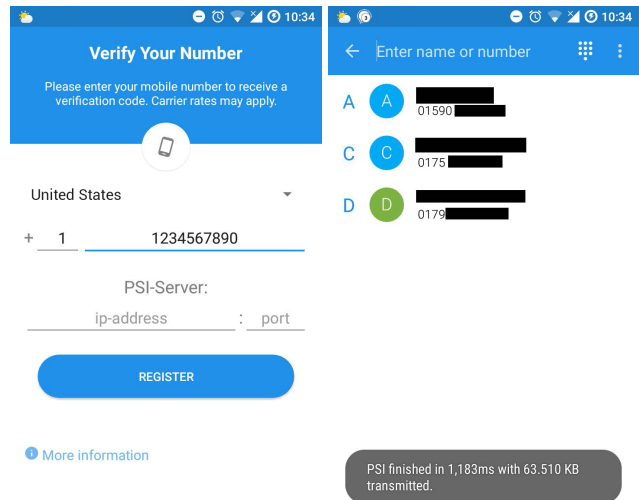 10:34
Verify Your Number
Please enter your mobile number to receive a
verification code. Carrier rates may apply.
United States
+ 1 1234567890
PSI-Server:
ip-address : port
REGISTER
More information
10:34
Enter name or number
A A
01590
C C
0175
D D
0179
PSI finished in 1,183ms with 63.510 KB
transmitted.